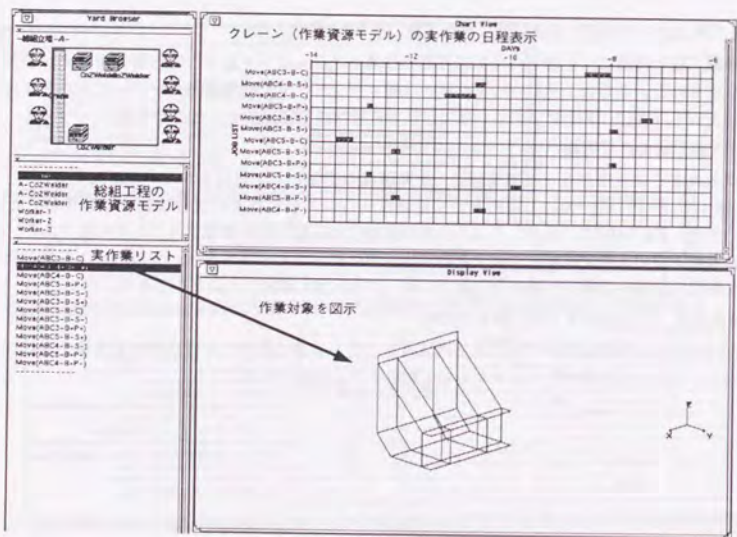 Yard Browser
総組立場-A-
CO2Welder
A-CO2Welder
A-CO2Welder
A-CO2Welder
Worker-1
Worker-2
Worker-3
総組工程の
作業資源モデル
実作業リスト
Move(ABC3-B-C)
Move(ABC4-B-C)
Move(ABC5-B-P+)
Move(ABC3-B-S-)
Move(ABC3-B-S+)
Move(ABC5-B-C)
Move(ABC5-B-S-)
Move(ABC3-B-P+)
Move(ABC5-B-S+)
Move(ABC4-B-S-)
Move(ABC5-B-P-)
Move(ABC4-B-P-)
Chart View
クレーン（作業資源モデル）の実作業の日程表示
DAYS
-14
-12
-10
-8
-6
JOB LIST
Move(ABC3-B-C)
Move(ABC4-B-S+)
Move(ABC4-B-C)
Move(ABC5-B-P+)
Move(ABC3-B-S-)
Move(ABC3-B-S+)
Move(ABC5-B-C)
Move(ABC5-B-S-)
Move(ABC3-B-P+)
Move(ABC5-B-S+)
Move(ABC4-B-S-)
Move(ABC5-B-P-)
Move(ABC4-B-P-)
Display View
作業対象を図示
Z
X
Y